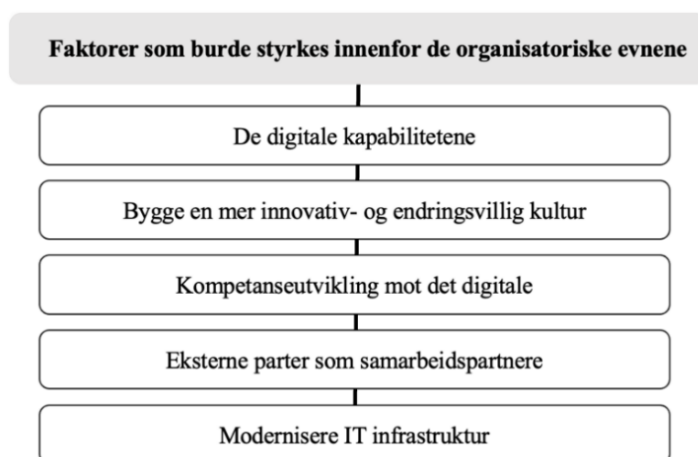 Faktorer som burde styrkes innenfor de organisatoriske evnene
De digitale kapabilitetene
Bygge en mer innovativ- og endringsvillig kultur
Kompetanseutvikling mot det digitale
Eksterne parter som samarbeidspartnere
Modernisere IT infrastruktur